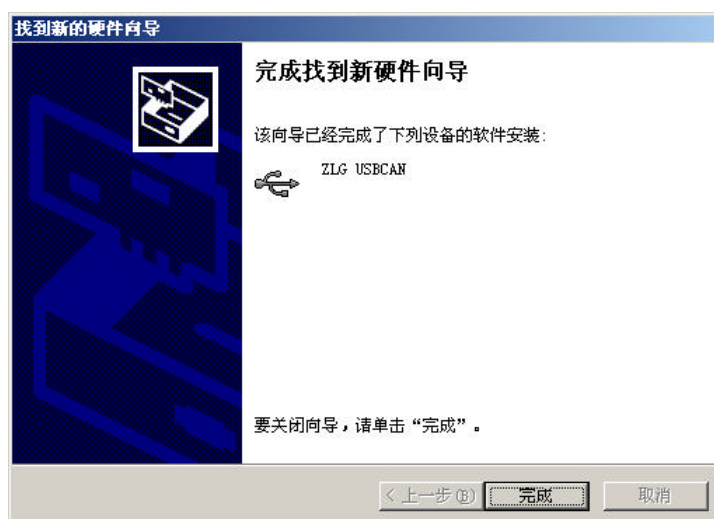 找到新的硬件向导
完成找到新硬件向导
该向导已经完成了下列设备的软件安装:
ZLG USBCAN
要关闭向导，请单击“完成”。
< 上一步(B) 完成 取消